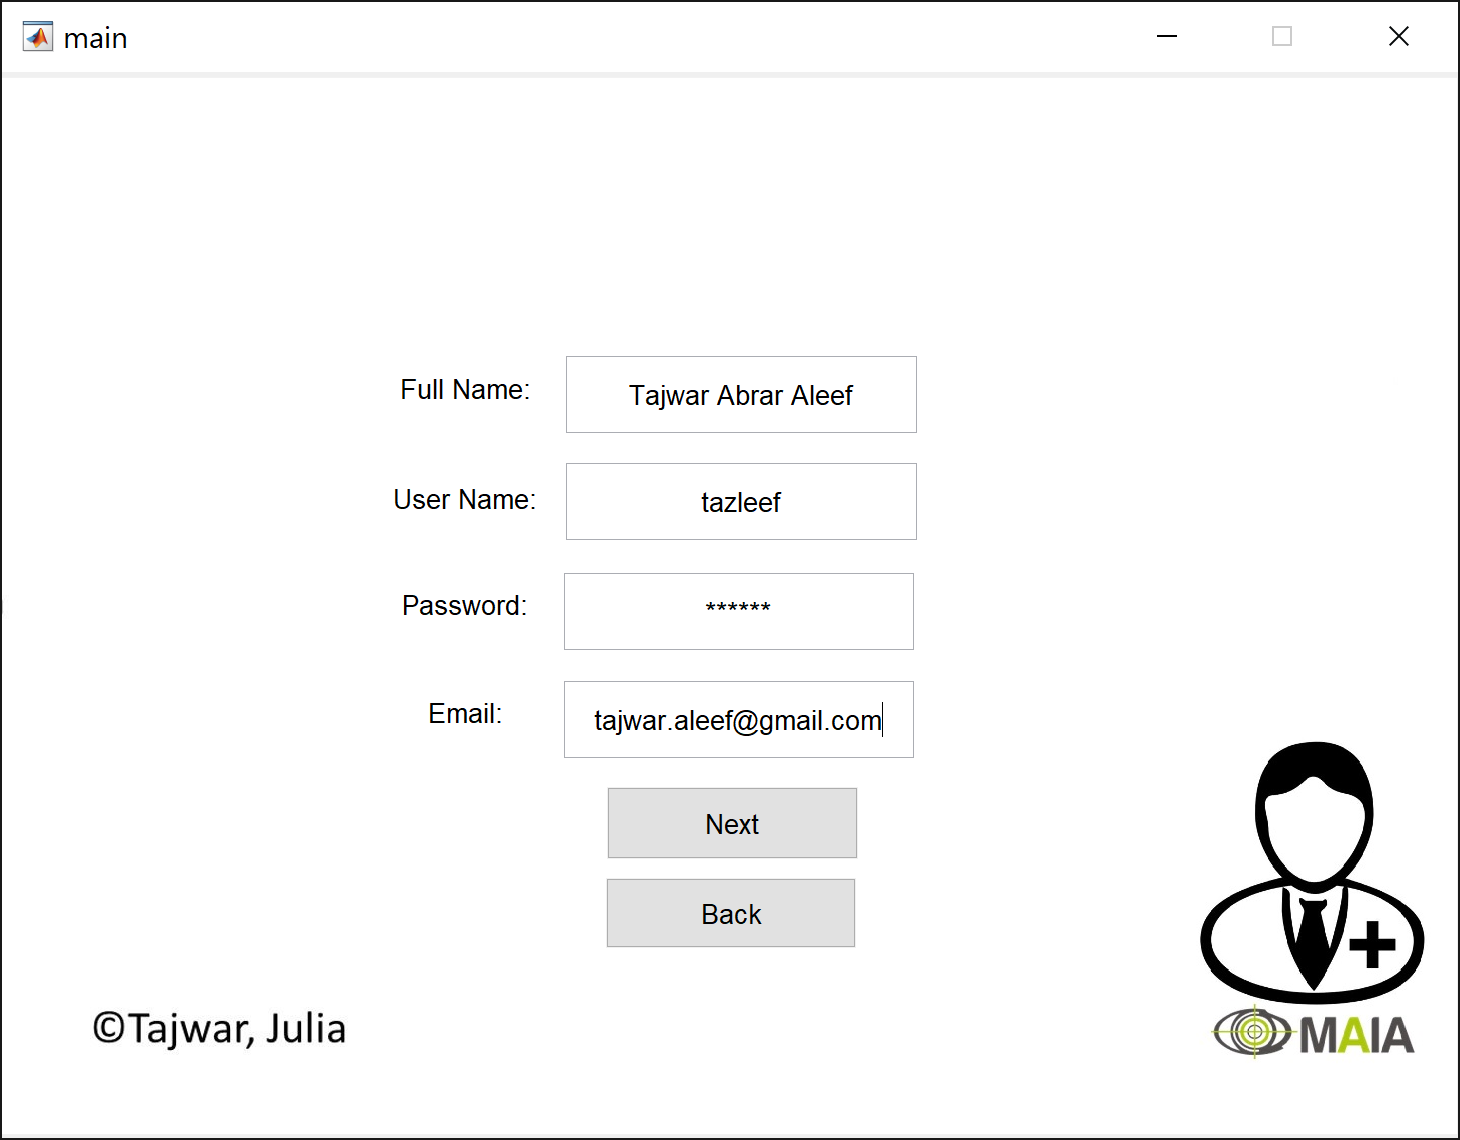 main
Full Name: Tajwar Abrar Aleef
User Name: tazleef
Password: ******
Email: tajwar.aleef@gmail.com
Next
Back
©Tajwar, Julia
MAIA